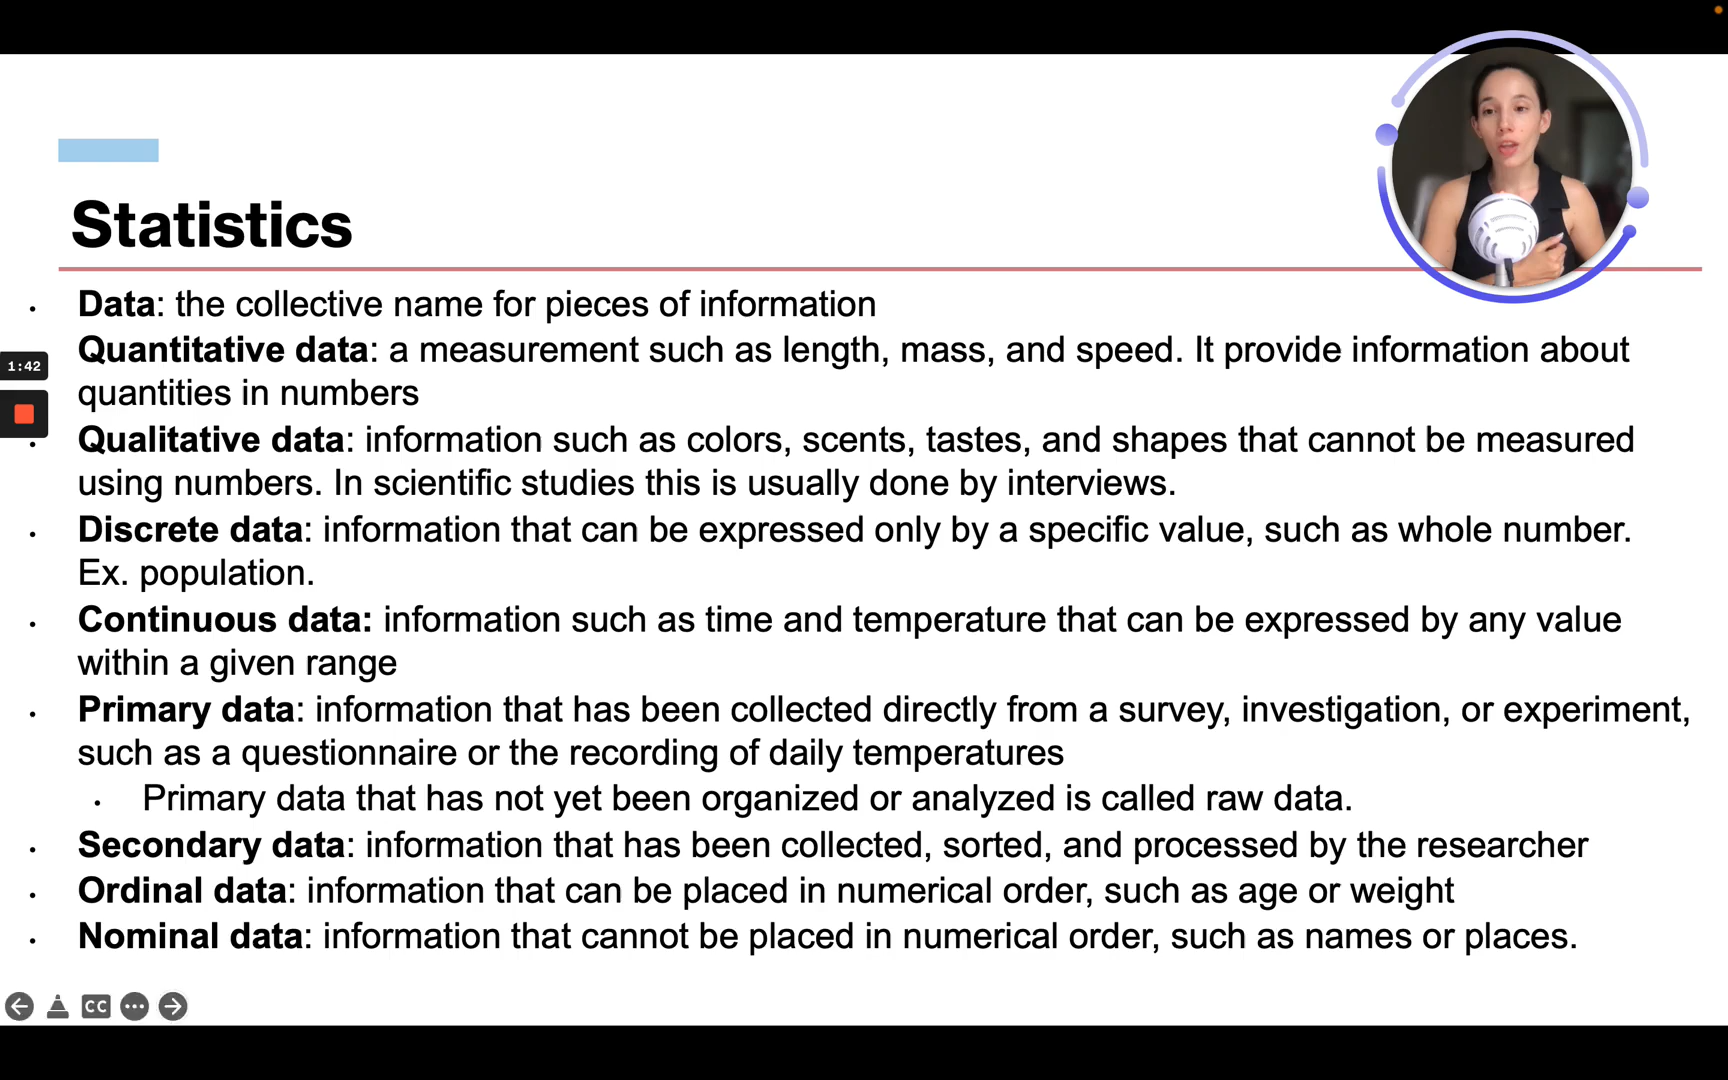 Statistics
Data: the collective name for pieces of information
Quantitative data: a measurement such as length, mass, and speed. It provide information about
quantities in numbers
Qualitative data: information such as colors, scents, tastes, and shapes that cannot be measured
using numbers. In scientific studies this is usually done by interviews.
Discrete data: information that can be expressed only by a specific value, such as whole number.
Ex. population.
Continuous data: information such as time and temperature that can be expressed by any value
within a given range
Primary data: information that has been collected directly from a survey, investigation, or experiment,
such as a questionnaire or the recording of daily temperatures
Primary data that has not yet been organized or analyzed is called raw data.
Secondary data: information that has been collected, sorted, and processed by the researcher
Ordinal data: information that can be placed in numerical order, such as age or weight
Nominal data: information that cannot be placed in numerical order, such as names or places.
1:42
CC